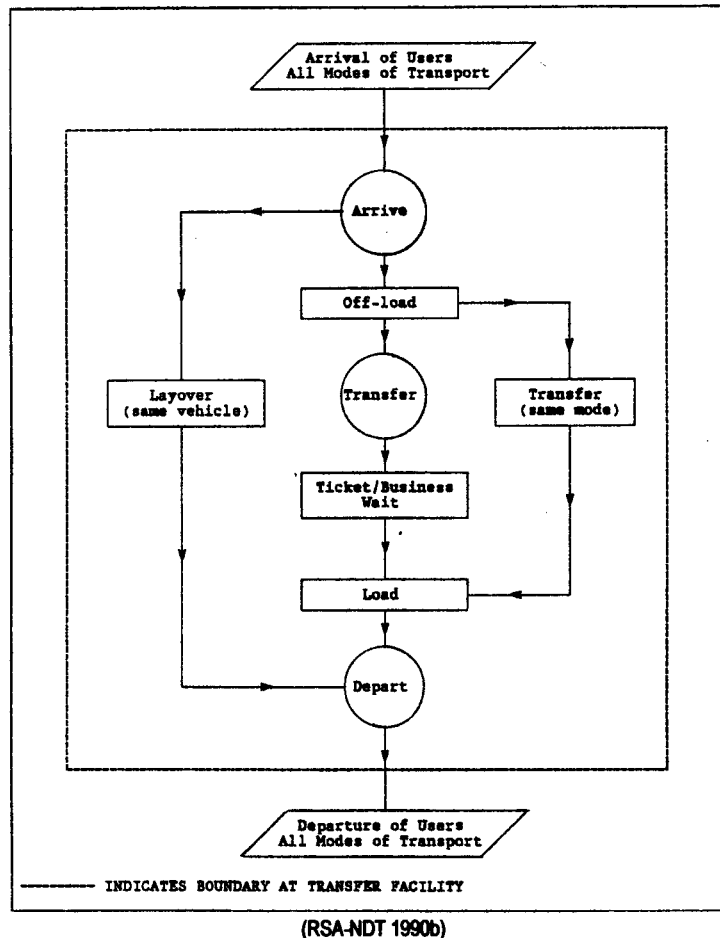 Arrival of Users
All Modes of Transport
Arrive
Off-load
Layover
(same vehicle)
Transfer
Transfer
(same mode)
Ticket/Business
Wait
Load
Depart
Departure of Users
All Modes of Transport
INDICATES BOUNDARY AT TRANSFER FACILITY
(RSA-NDT 1990b)